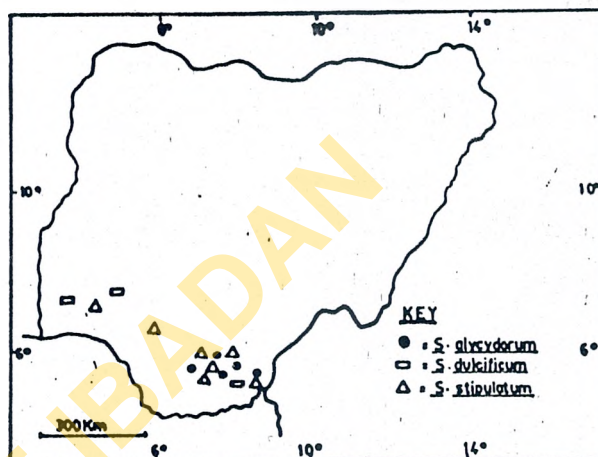 6° 10° 14°
10° 10°
KEY
● = S. glycydorum
▭ = S. dulcificum
△ = S. stipulatum
6° 6°
300 Km
6° 10° 14°
IBADAN